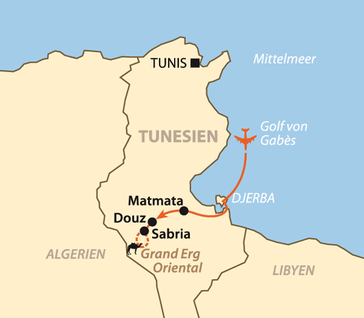 TUNIS
Mittelmeer
Golf von
Gabès
TUNESIEN
Matmata
DJERBA
Douz
Sabria
ALGERIEN
Grand Erg
Oriental
LIBYEN